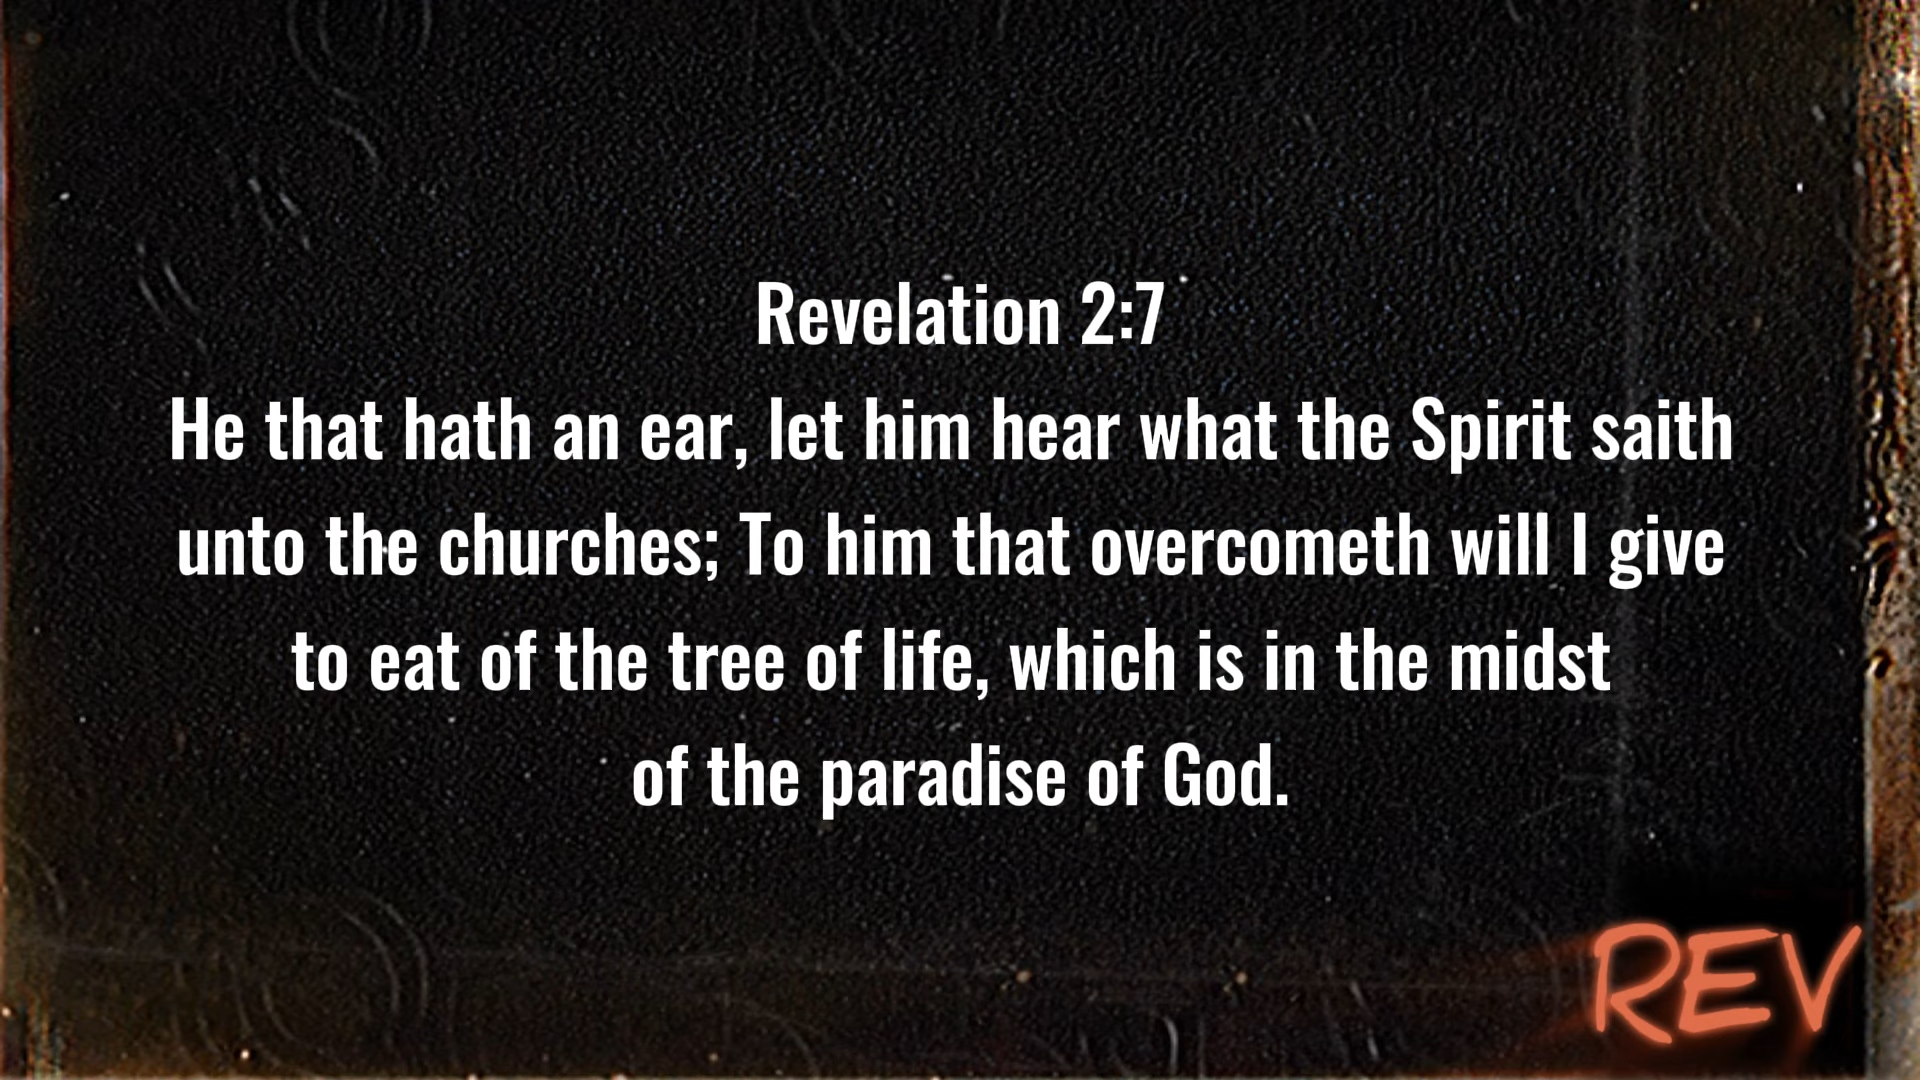 Revelation 2:7
He that hath an ear, let him hear what the Spirit saith
unto the churches; To him that overcometh will I give
to eat of the tree of life, which is in the midst
of the paradise of God.
REV